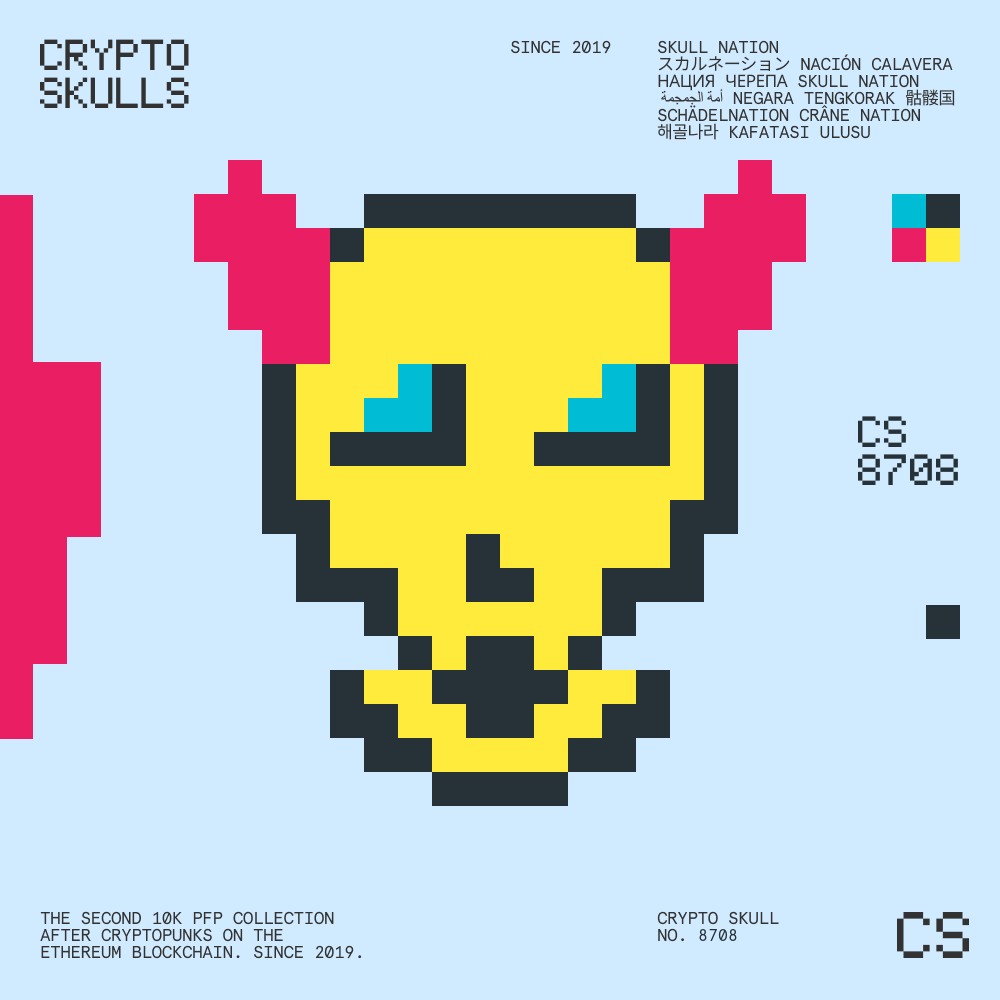 CRYPTO
SKULLS
SINCE 2019
SKULL NATION
スカルネーション NACIÓN CALAVERA
НАЦИЯ ЧЕРЕПА SKULL NATION
أمة الجمجمة NEGARA TENGKORAK 骷髅国
SCHÄDELNATION CRÂNE NATION
해골나라 KAFATASI ULUSU
CS
8708
THE SECOND 10K PFP COLLECTION
AFTER CRYPTOPUNKS ON THE
ETHEREUM BLOCKCHAIN. SINCE 2019.
CRYPTO SKULL
NO. 8708
CS